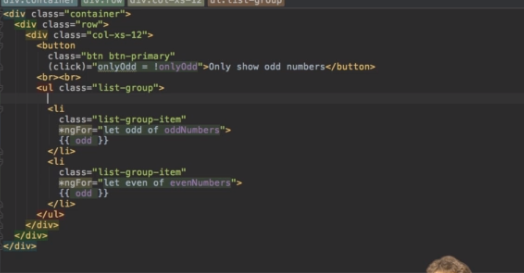 div.container div.row div.col-xs-12 ul.list-group
<div class="container">
<div class="row">
<div class="col-xs-12">
<button
class="btn btn-primary"
(click)="onlyOdd = !onlyOdd">Only show odd numbers</button>
<br><br>
<ul class="list-group">
<li
class="list-group-item"
*ngFor="let odd of oddNumbers">
{{ odd }}
</li>
<li
class="list-group-item"
*ngFor="let even of evenNumbers">
{{ odd }}
</li>
</ul>
</div>
</div>
</div>